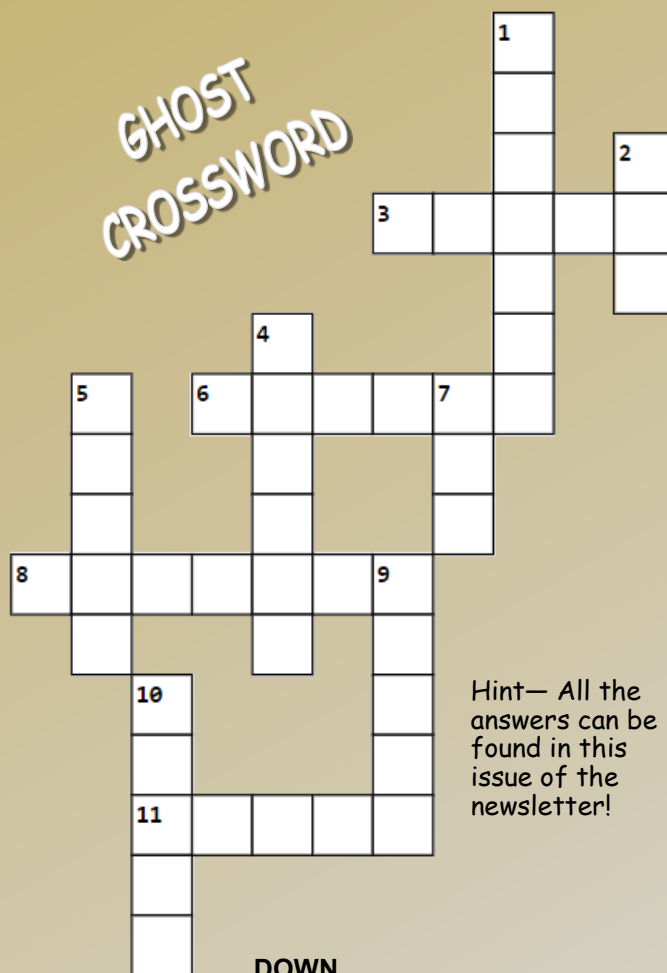 GHOST
CROSSWORD
1
2
3
4
5
6
7
8
9
Hint— All the
answers can be
found in this
issue of the
newsletter!
10
11
DOWN